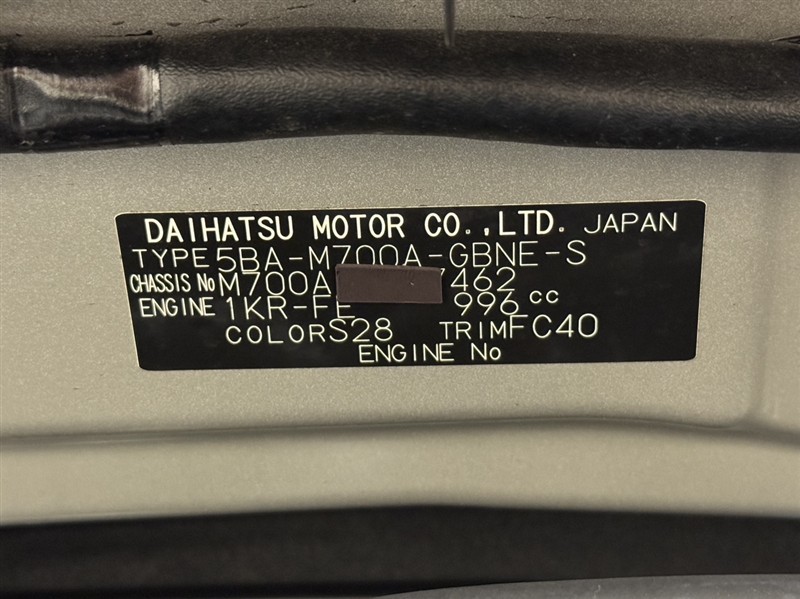 DAIHATSU MOTOR CO.,LTD. JAPAN
TYPE 5BA-M700A-GBNE-S
CHASSIS No M700A 7462
ENGINE 1KR-FE 996 cc
COLOR S28 TRIM FC40
ENGINE No